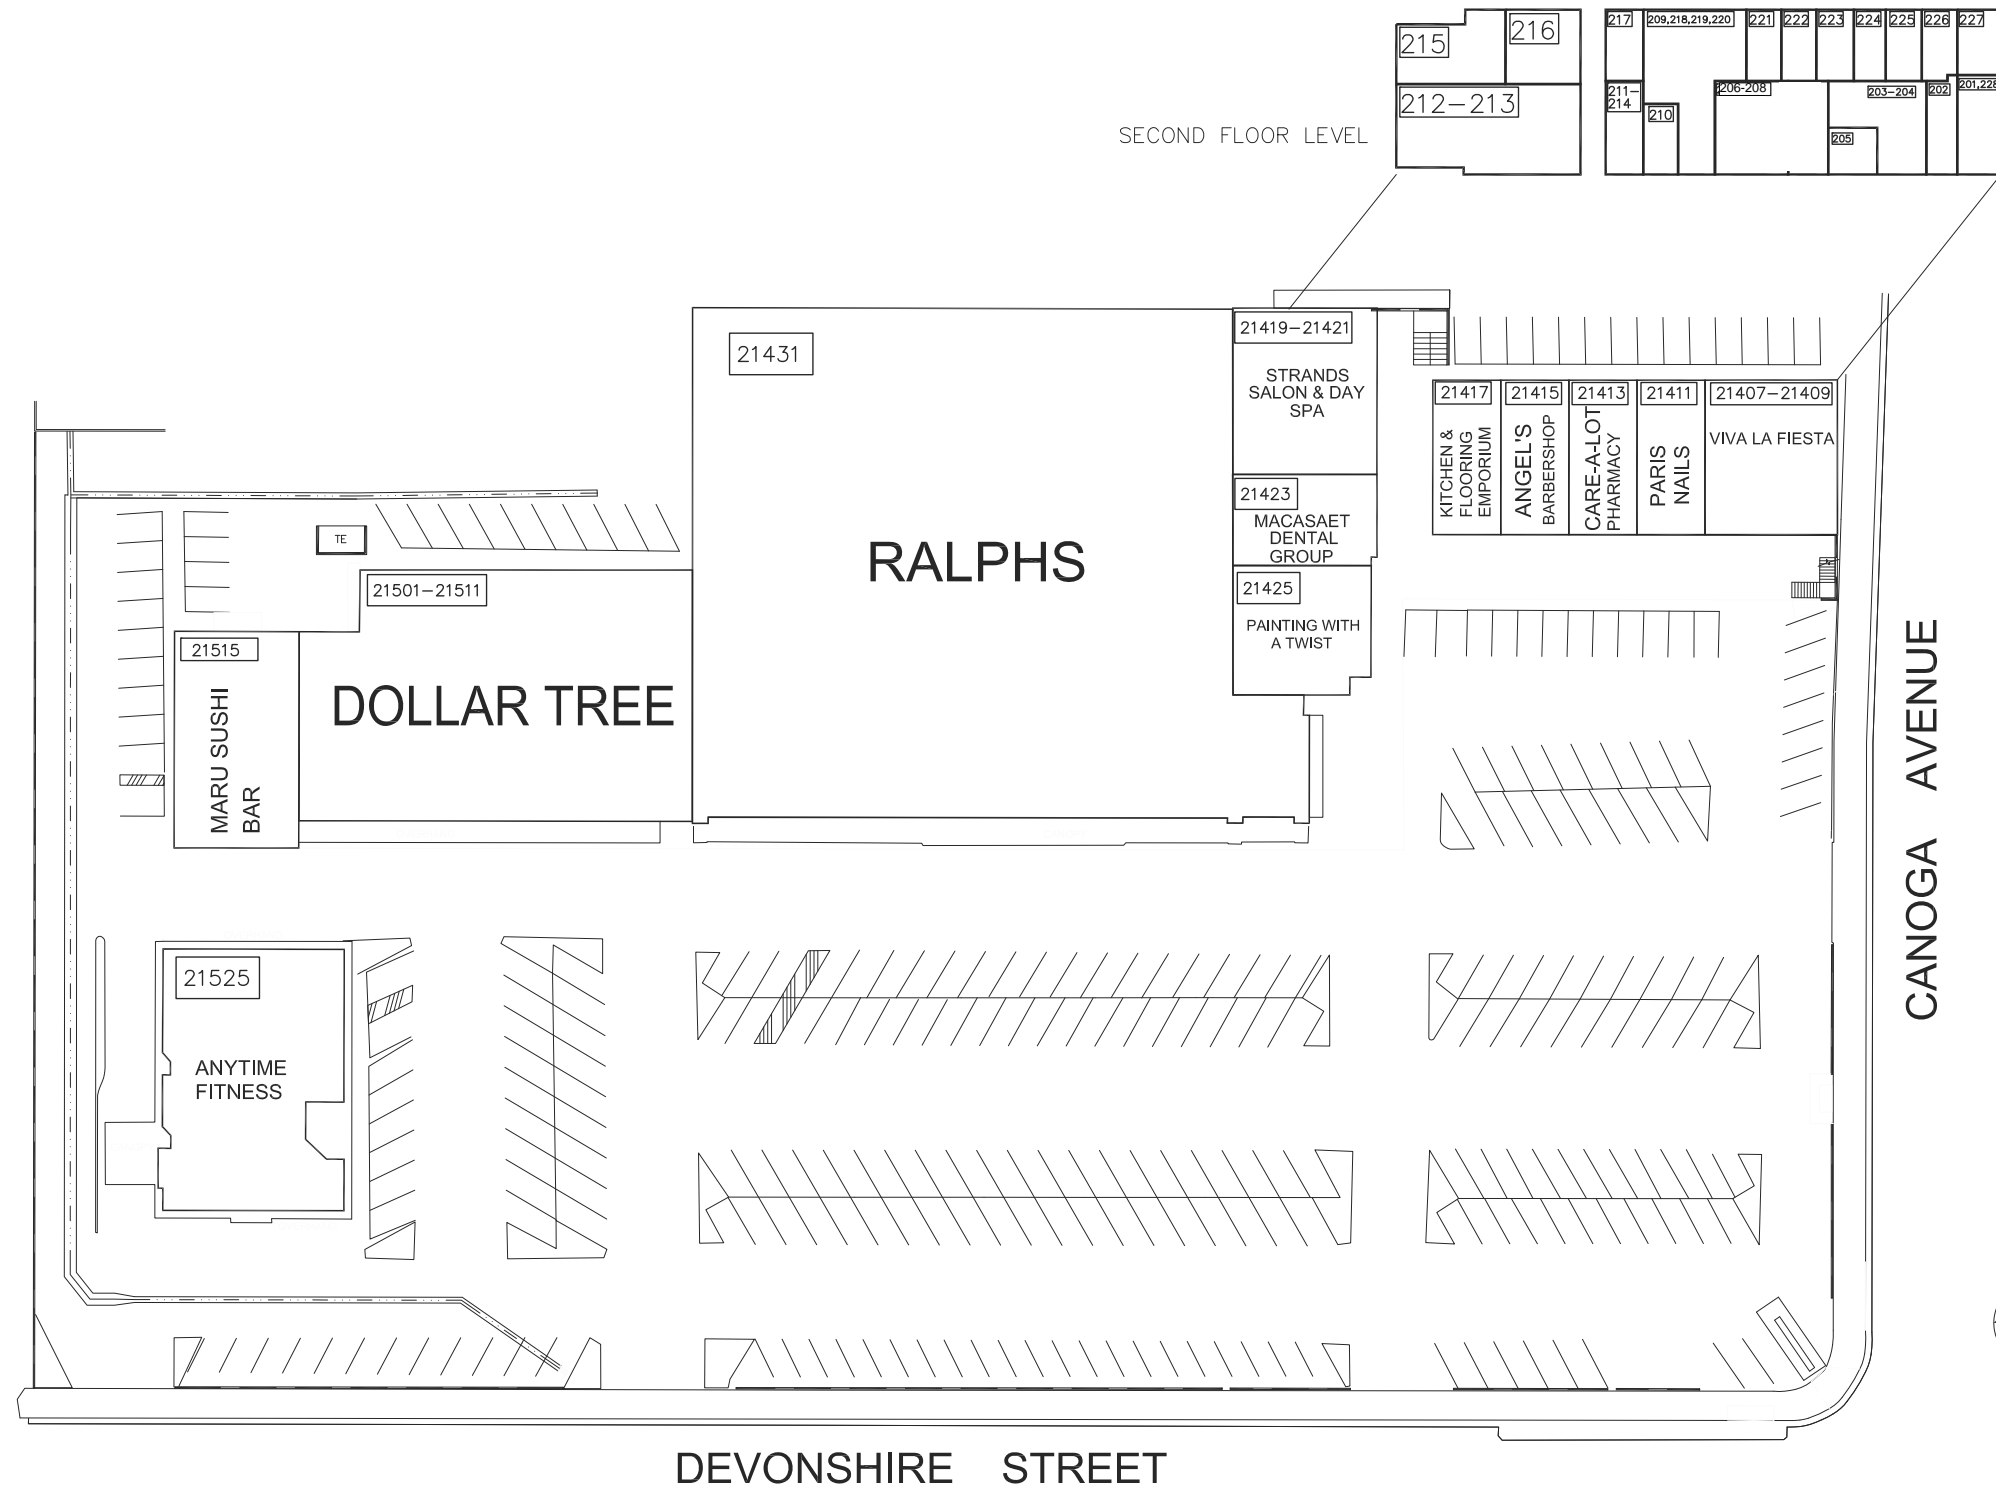 215
216
212-213
217
209,218,219,220
221
222
223
224
225
226
227
211-
214
210
206-208
203-204
205
202
201,228
SECOND FLOOR LEVEL
21431
RALPHS
21419-21421
STRANDS
SALON & DAY
SPA
21423
MACASAET
DENTAL
GROUP
21425
PAINTING WITH
A TWIST
21417
KITCHEN &
FLOORING
EMPORIUM
21415
ANGEL'S
BARBERSHOP
21413
CARE-A-LOT
PHARMACY
21411
PARIS
NAILS
21407-21409
VIVA LA FIESTA
TE
21501-21511
DOLLAR TREE
21515
MARU SUSHI
BAR
21525
ANYTIME
FITNESS
CANOGA AVENUE
DEVONSHIRE STREET